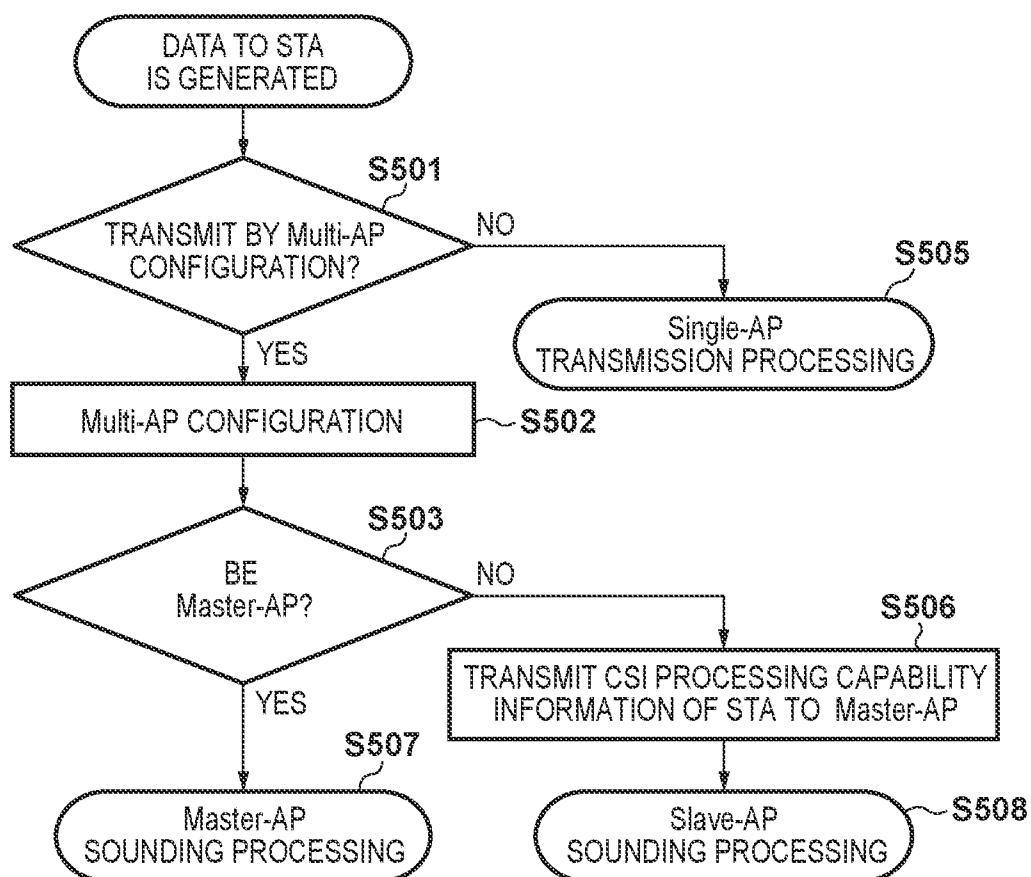 DATA TO STA
IS GENERATED
S501
TRANSMIT BY Multi-AP
CONFIGURATION?
NO
S505
Single-AP
TRANSMISSION PROCESSING
YES
Multi-AP CONFIGURATION
S502
S503
BE
Master-AP?
NO
S506
TRANSMIT CSI PROCESSING CAPABILITY
INFORMATION OF STA TO Master-AP
YES
S507
Master-AP
SOUNDING PROCESSING
Slave-AP
SOUNDING PROCESSING
S508